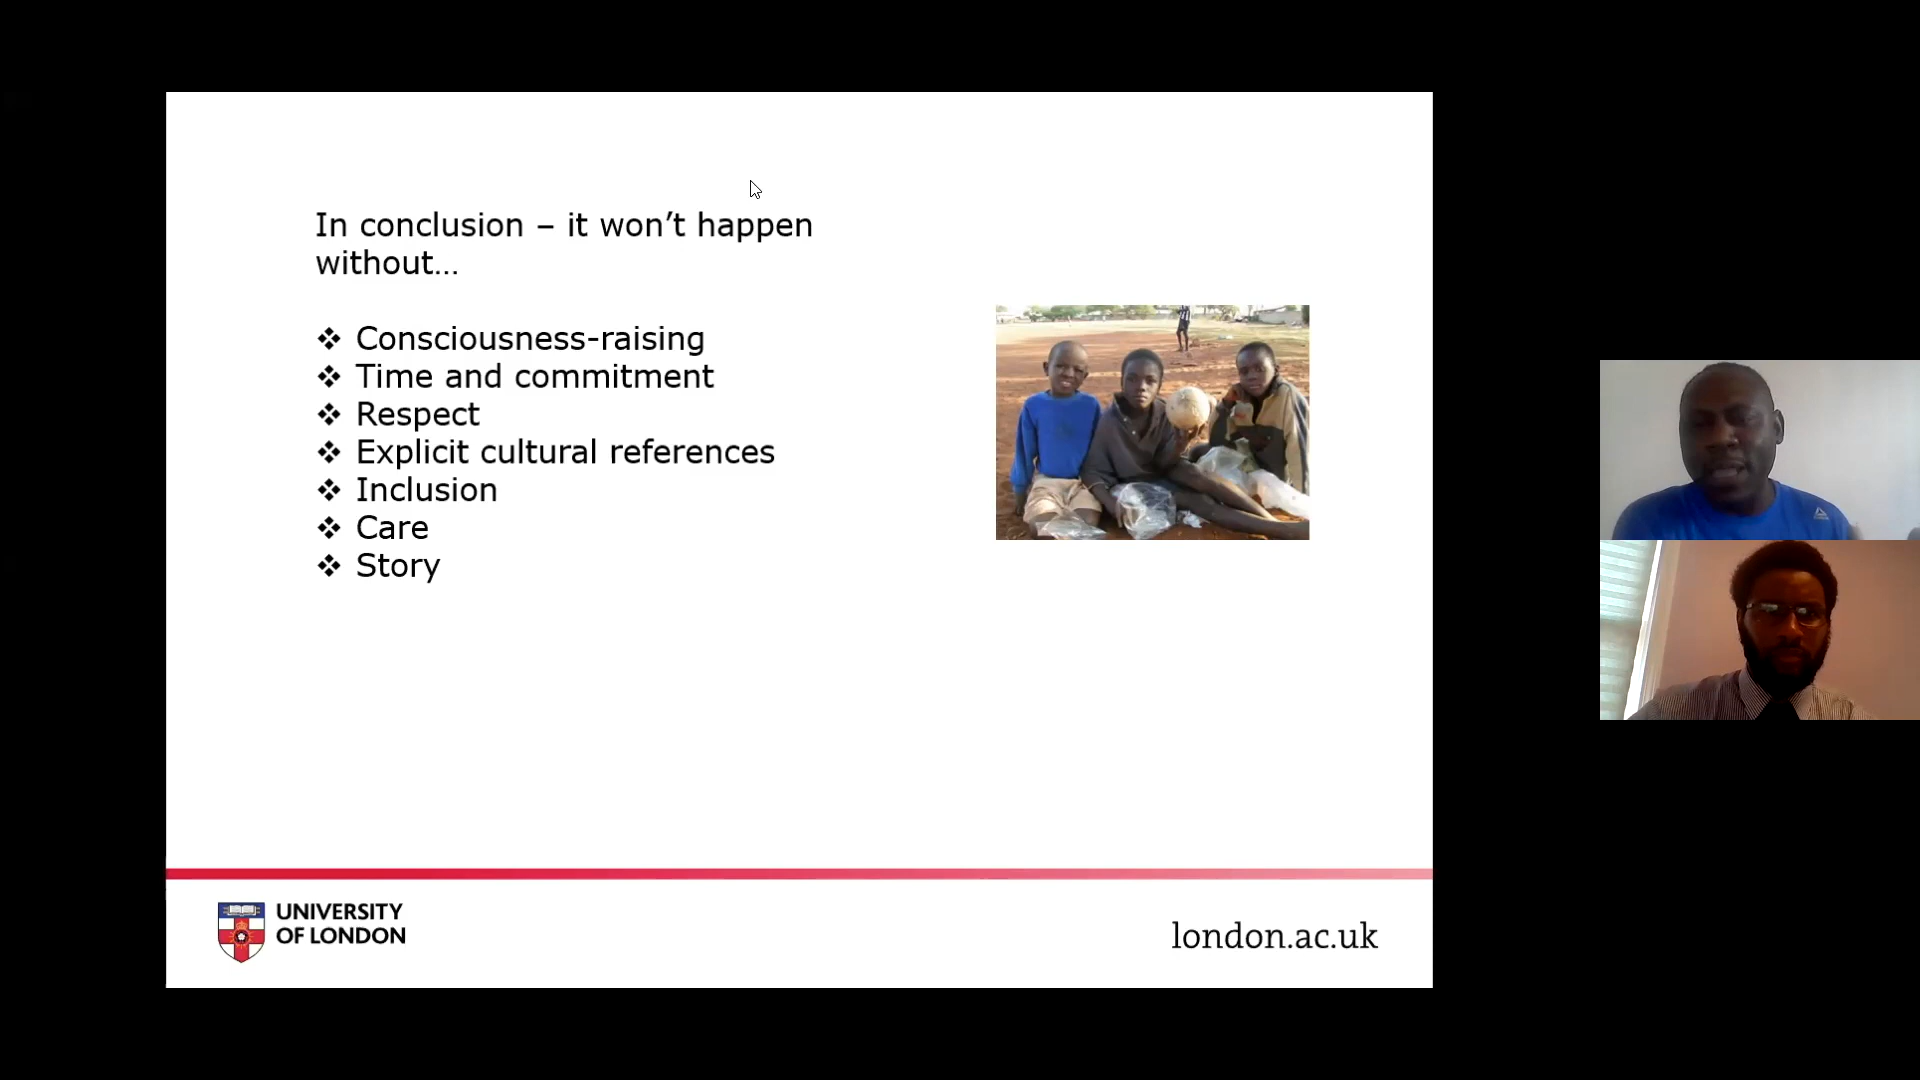 In conclusion – it won’t happen
without…
❖ Consciousness-raising
❖ Time and commitment
❖ Respect
❖ Explicit cultural references
❖ Inclusion
❖ Care
❖ Story
UNIVERSITY
OF LONDON
london.ac.uk